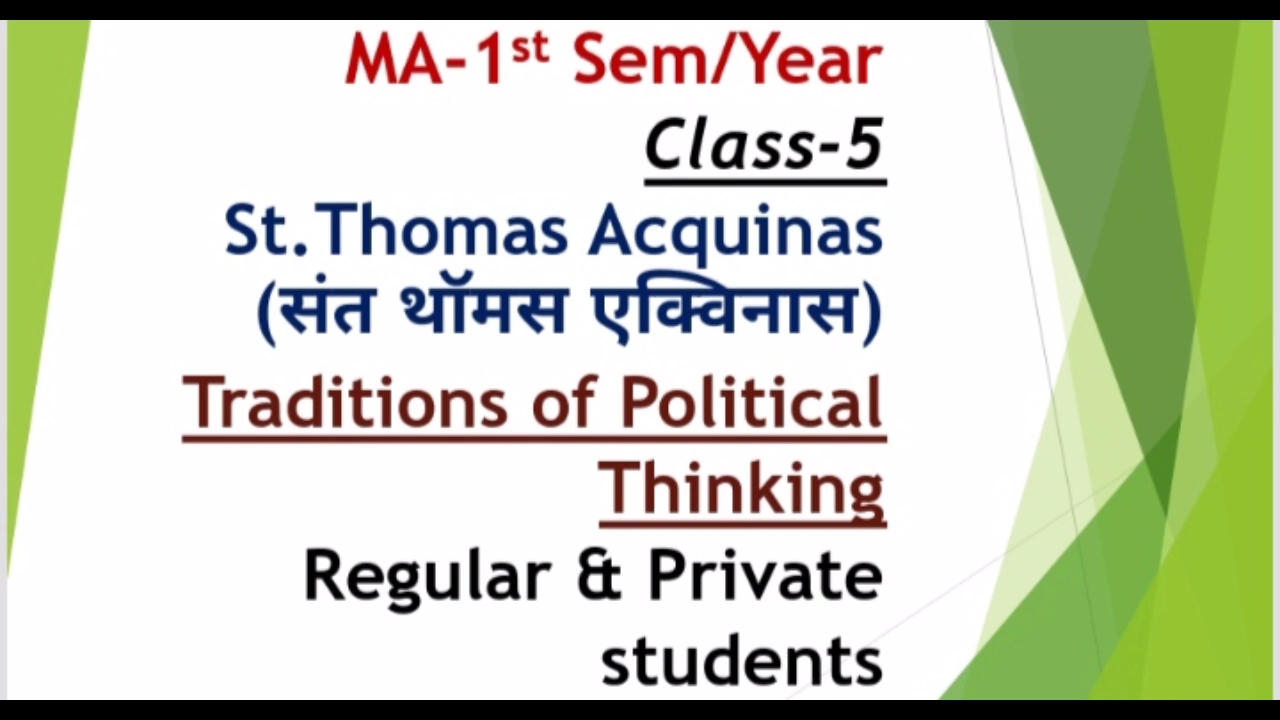 MA-1st Sem/Year
Class-5
St.Thomas Acquinas
(संत थॉमस एक्विनास)
Traditions of Political
Thinking
Regular & Private
students